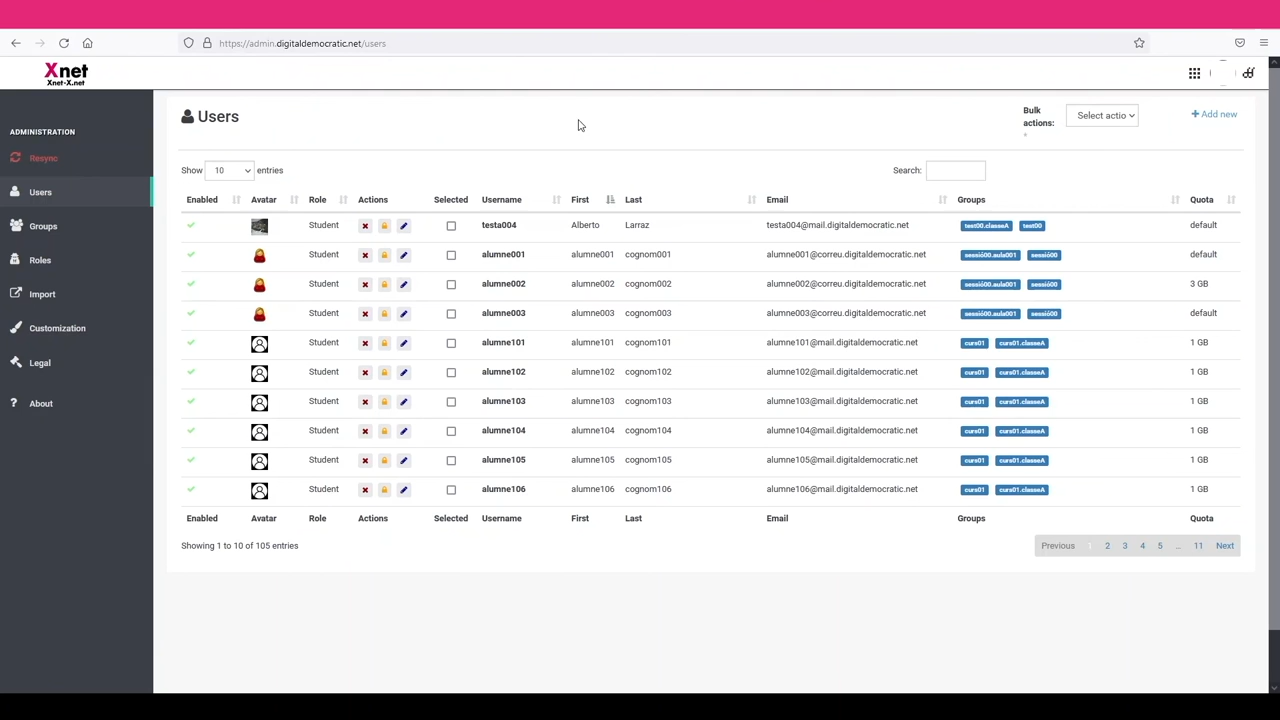 https://admin.digitaldemocratic.net/users
Xnet
Xnet-X.net
ADMINISTRATION
Resync
Users
Groups
Roles
Import
Customization
Legal
? About
Users
Bulk actions: *
Select actio
+ Add new
Show 10 entries
Search:
Enabled Avatar Role Actions Selected Username First Last Email Groups Quota
Student testa004 Alberto Larraz testa004@mail.digitaldemocratic.net test00.classeA test00 default
Student alumne001 alumne001 cognom001 alumne001@correu.digitaldemocratic.net sessió00.aula001 sessió00 default
Student alumne002 alumne002 cognom002 alumne002@correu.digitaldemocratic.net sessió00.aula001 sessió00 3 GB
Student alumne003 alumne003 cognom003 alumne003@correu.digitaldemocratic.net sessió00.aula001 sessió00 default
Student alumne101 alumne101 cognom101 alumne101@mail.digitaldemocratic.net curs01 curs01.classeA 1 GB
Student alumne102 alumne102 cognom102 alumne102@mail.digitaldemocratic.net curs01 curs01.classeA 1 GB
Student alumne103 alumne103 cognom103 alumne103@mail.digitaldemocratic.net curs01 curs01.classeA 1 GB
Student alumne104 alumne104 cognom104 alumne104@mail.digitaldemocratic.net curs01 curs01.classeA 1 GB
Student alumne105 alumne105 cognom105 alumne105@mail.digitaldemocratic.net curs01 curs01.classeA 1 GB
Student alumne106 alumne106 cognom106 alumne106@mail.digitaldemocratic.net curs01 curs01.classeA 1 GB
Enabled Avatar Role Actions Selected Username First Last Email Groups Quota
Showing 1 to 10 of 105 entries
Previous 1 2 3 4 5 … 11 Next